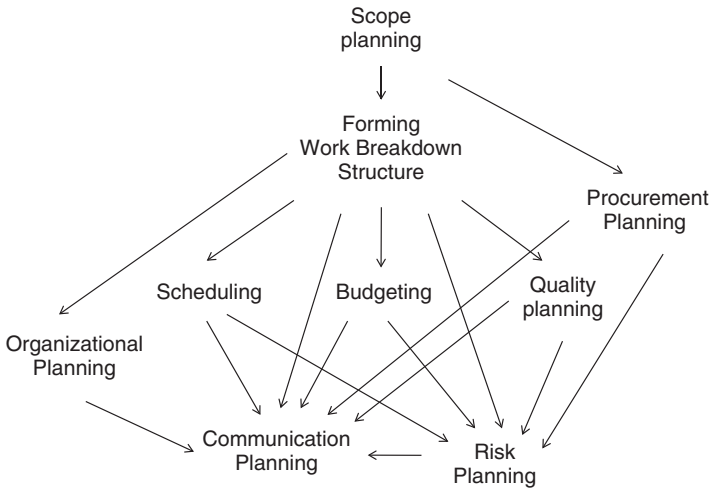 Scope
planning
Forming
Work Breakdown
Structure
Procurement
Planning
Scheduling
Budgeting
Quality
planning
Organizational
Planning
Communication
Planning
Risk
Planning